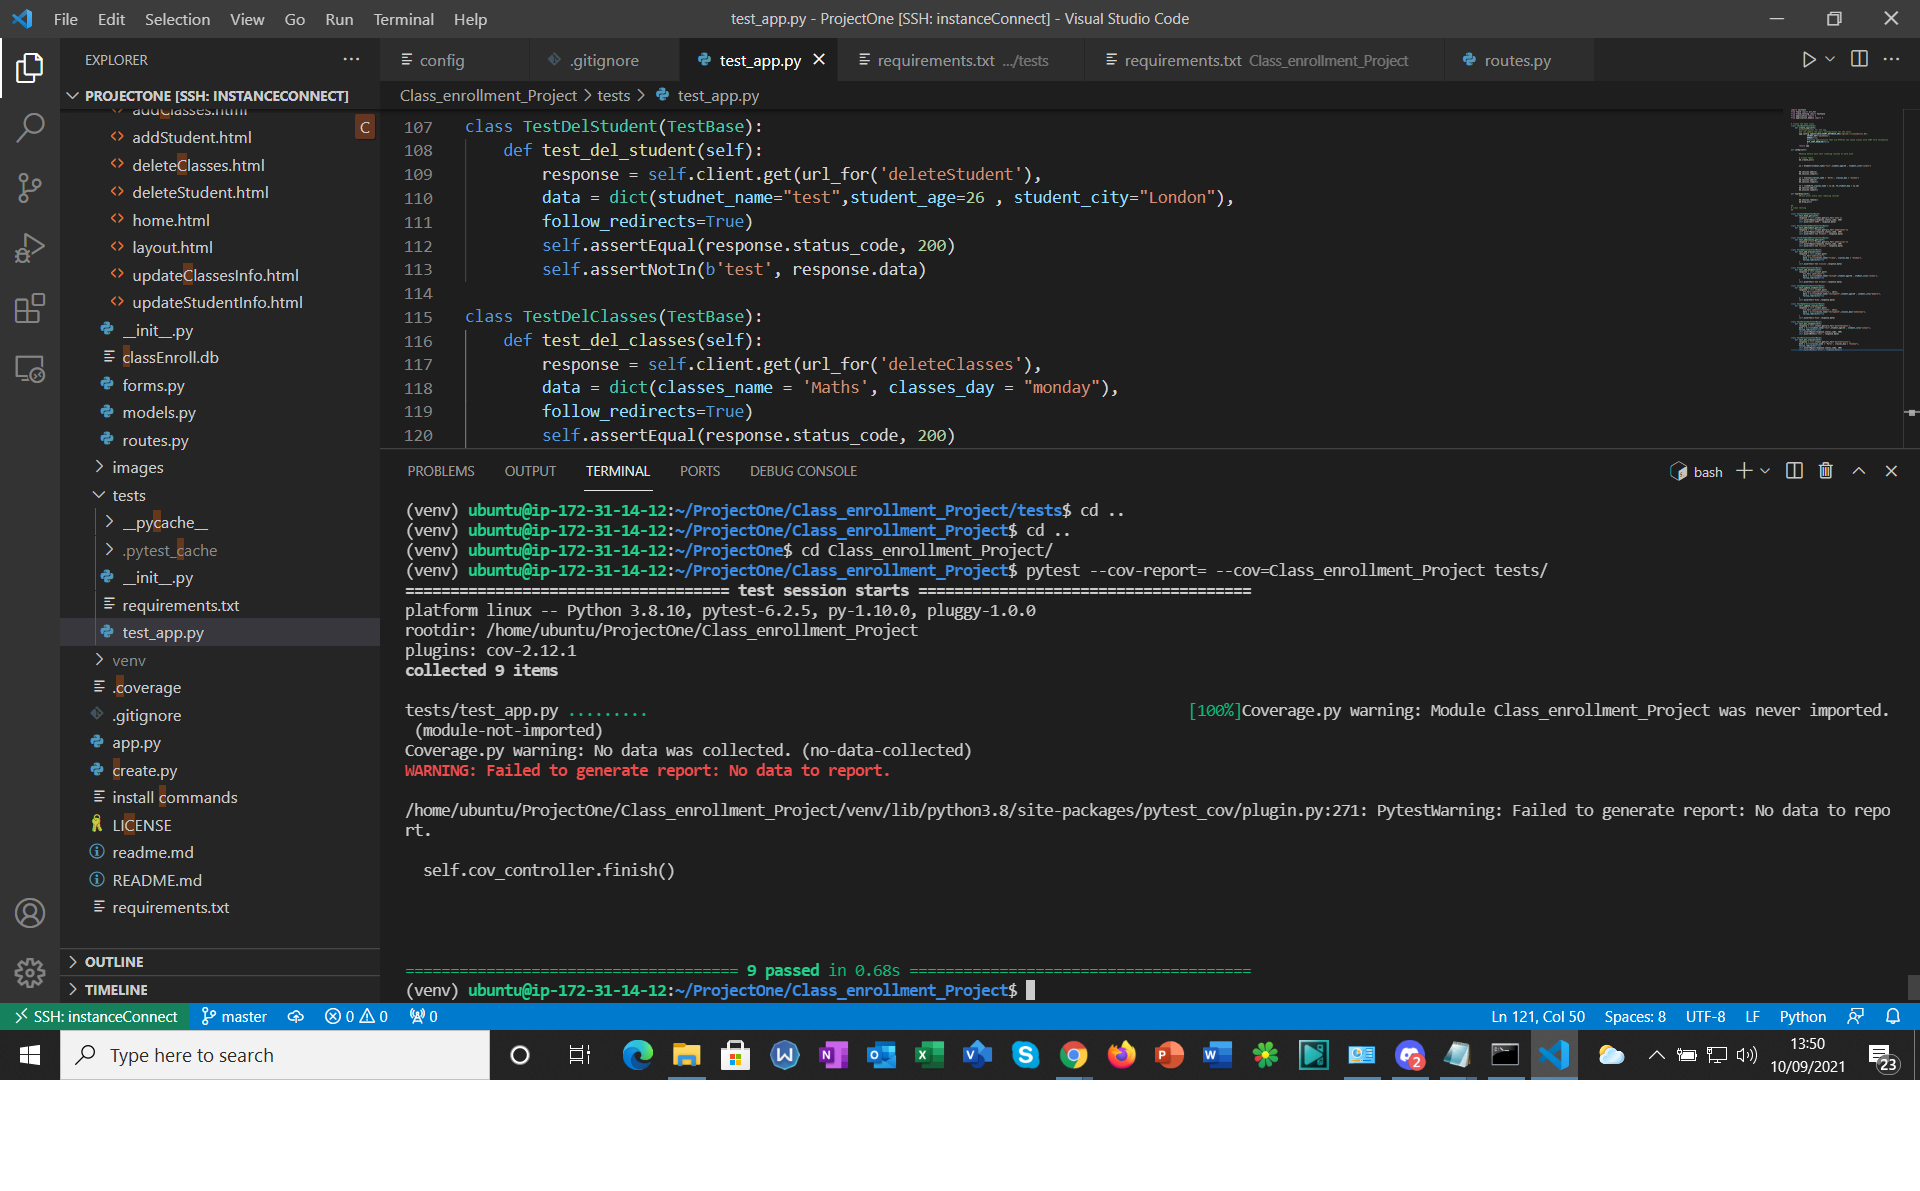 File Edit Selection View Go Run Terminal Help
test_app.py - ProjectOne [SSH: instanceConnect] - Visual Studio Code
EXPLORER
config
.gitignore
test_app.py
requirements.txt .../tests
requirements.txt Class_enrollment_Project
routes.py
PROJECTONE [SSH: INSTANCECONNECT]
addClasses.html
C
addStudent.html
deleteClasses.html
deleteStudent.html
home.html
layout.html
updateClassesInfo.html
updateStudentInfo.html
__init__.py
classEnroll.db
forms.py
models.py
routes.py
images
tests
__pycache__
.pytest_cache
__init__.py
requirements.txt
test_app.py
venv
.coverage
.gitignore
app.py
create.py
install commands
LICENSE
readme.md
README.md
requirements.txt
OUTLINE
TIMELINE
Class_enrollment_Project > tests > test_app.py
107 class TestDelStudent(TestBase):
108 def test_del_student(self):
109 response = self.client.get(url_for('deleteStudent'),
110 data = dict(studnet_name="test",student_age=26 , student_city="London"),
111 follow_redirects=True)
112 self.assertEqual(response.status_code, 200)
113 self.assertNotIn(b'test', response.data)
114
115 class TestDelClasses(TestBase):
116 def test_del_classes(self):
117 response = self.client.get(url_for('deleteClasses'),
118 data = dict(classes_name = 'Maths', classes_day = "monday"),
119 follow_redirects=True)
120 self.assertEqual(response.status_code, 200)
PROBLEMS OUTPUT TERMINAL PORTS DEBUG CONSOLE
bash
(venv) ubuntu@ip-172-31-14-12:~/ProjectOne/Class_enrollment_Project/tests$ cd ..
(venv) ubuntu@ip-172-31-14-12:~/ProjectOne/Class_enrollment_Project$ cd ..
(venv) ubuntu@ip-172-31-14-12:~/ProjectOne$ cd Class_enrollment_Project/
(venv) ubuntu@ip-172-31-14-12:~/ProjectOne/Class_enrollment_Project$ pytest --cov-report= --cov=Class_enrollment_Project tests/
==================================== test session starts =====================================
platform linux -- Python 3.8.10, pytest-6.2.5, py-1.10.0, pluggy-1.0.0
rootdir: /home/ubuntu/ProjectOne/Class_enrollment_Project
plugins: cov-2.12.1
collected 9 items
tests/test_app.py ......... [100%]Coverage.py warning: Module Class_enrollment_Project was never imported.
(module-not-imported)
Coverage.py warning: No data was collected. (no-data-collected)
WARNING: Failed to generate report: No data to report.
/home/ubuntu/ProjectOne/Class_enrollment_Project/venv/lib/python3.8/site-packages/pytest_cov/plugin.py:271: PytestWarning: Failed to generate report: No data to repo
rt.
self.cov_controller.finish()
===================================== 9 passed in 0.68s ======================================
(venv) ubuntu@ip-172-31-14-12:~/ProjectOne/Class_enrollment_Project$
SSH: instanceConnect master 0 0 0
Ln 121, Col 50 Spaces: 8 UTF-8 LF Python
Type here to search
2
13:50
10/09/2021
23